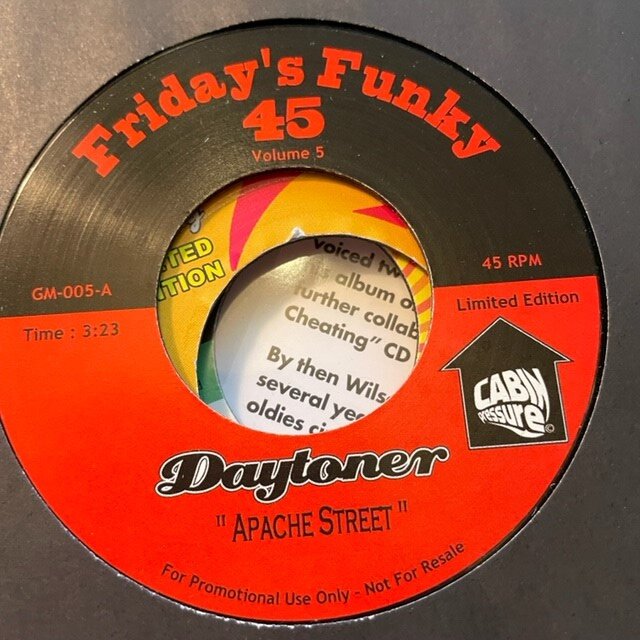 Friday's Funky
45
Volume 5
GM-005-A
45 RPM
Time : 3:23
Limited Edition
CABIN
PRESSURE
©
Daytoner
" APACHE STREET "
For Promotional Use Only - Not For Resale
TED
TION
voiced tw
album o
further collab
Cheating" CD
By then Wils
several ye
oldies ci